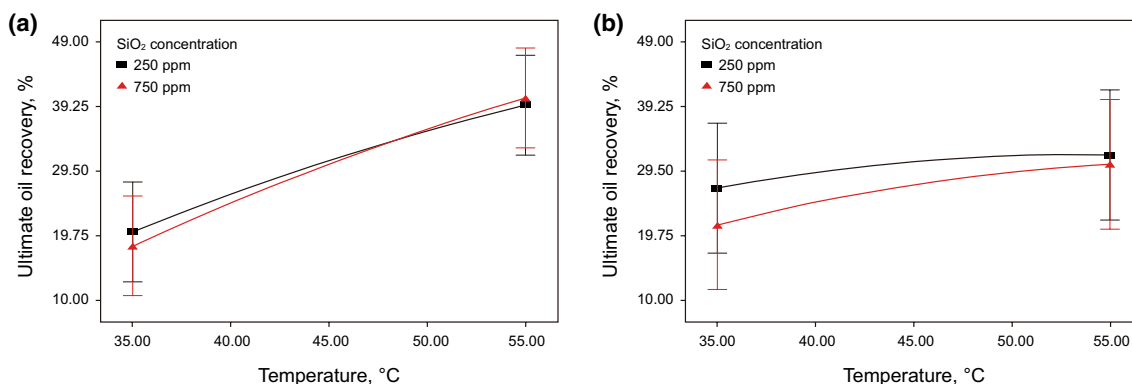 (a)
SiO₂ concentration
250 ppm
750 ppm
Ultimate oil recovery, %
49.00
39.25
29.50
19.75
10.00
35.00 40.00 45.00 50.00 55.00
Temperature, °C
(b)
SiO₂ concentration
250 ppm
750 ppm
Ultimate oil recovery, %
49.00
39.25
29.50
19.75
10.00
35.00 40.00 45.00 50.00 55.00
Temperature, °C